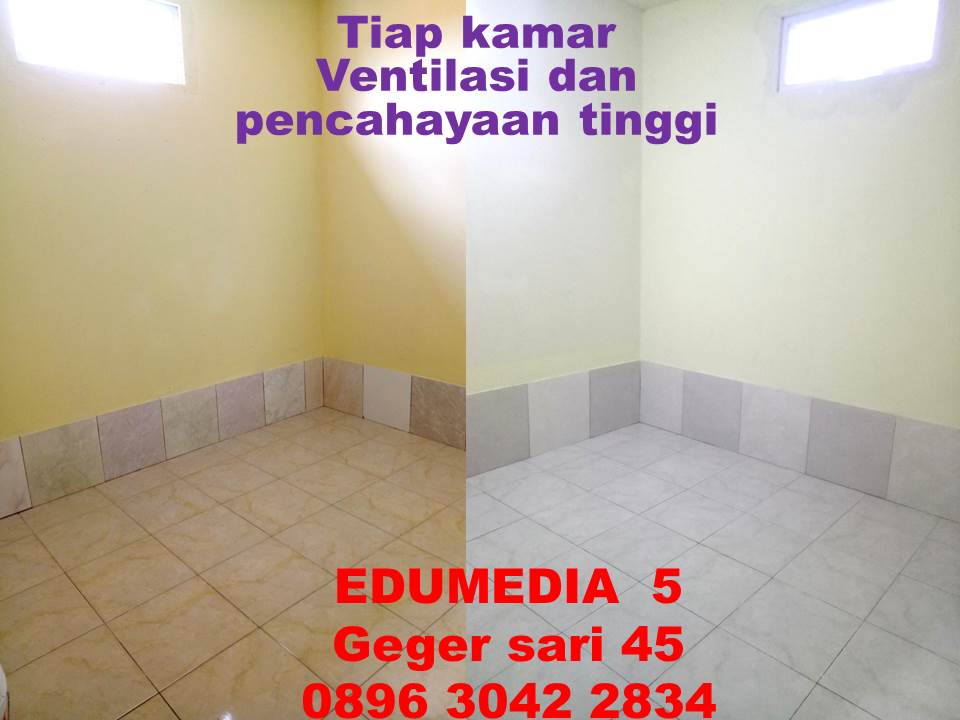 Tiap kamar
Ventilasi dan
pencahayaan tinggi
EDUMEDIA 5
Geger sari 45
0896 3042 2834